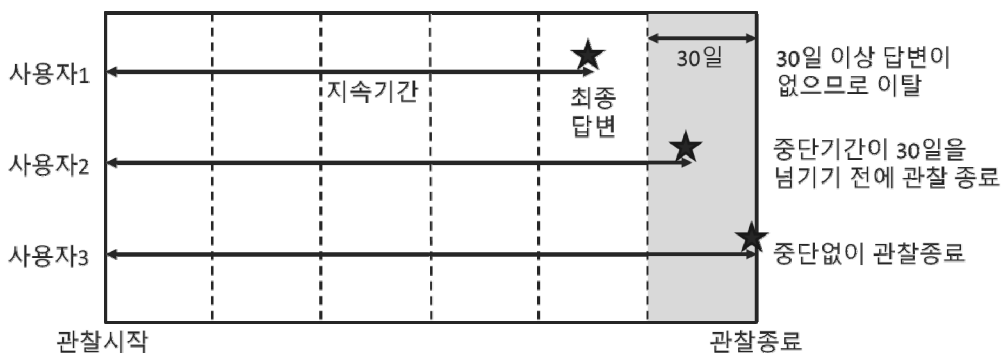 사용자1
지속기간
최종
답변
30일
30일 이상 답변이
없으므로 이탈
사용자2
중단기간이 30일을
넘기기 전에 관찰 종료
사용자3
중단없이 관찰종료
관찰시작
관찰종료